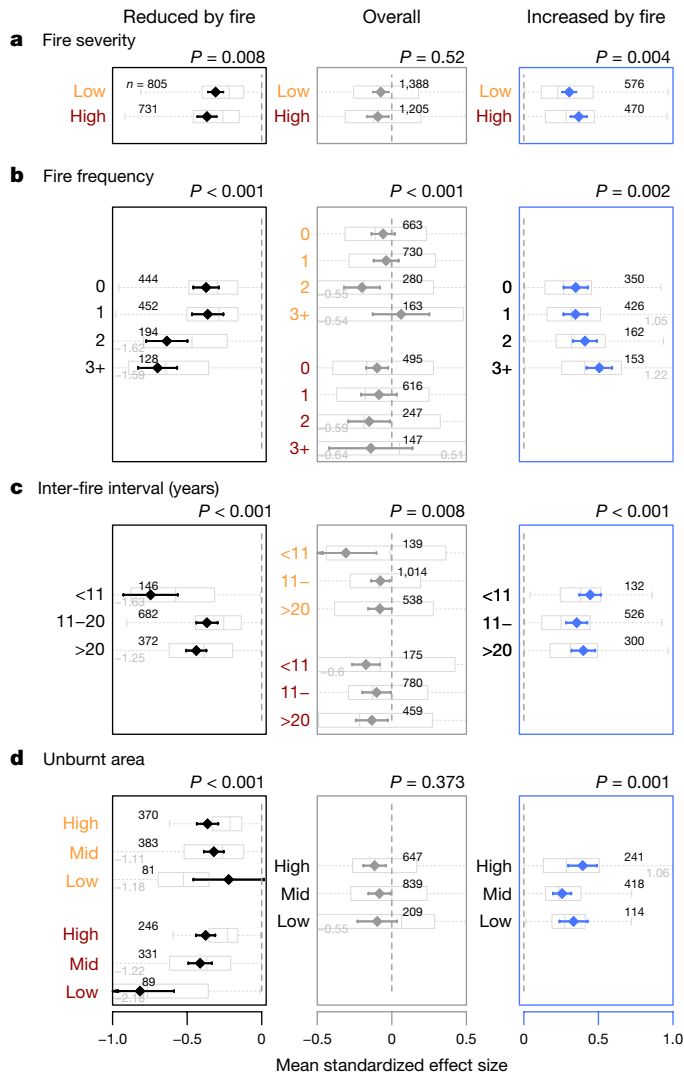 Reduced by fire Overall Increased by fire
a Fire severity
P = 0.008 P = 0.52 P = 0.004
Low n = 805 Low 1,388 Low 576
High 731 High 1,205 High 470
b Fire frequency
P < 0.001 P < 0.001 P = 0.002
0 663
1 730
0 444 2 280 0 350
−0.55
1 452 3+ 163 1 426
−0.54 1.05
2 194 2 162
−1.62
3+ 128 0 495 3+ 153
−1.59 1.22
1 616
2 247
−0.59
3+ 147
−0.64 0.51
c Inter-fire interval (years)
P < 0.001 P = 0.008 P < 0.001
<11 139
<11 146 11− 1,014 <11 132
−1.63
11−20 682 >20 538 11− 526
>20 372 >20 300
−1.25
<11 175
−0.6
11− 780
>20 459
d Unburnt area
P < 0.001 P = 0.373 P = 0.001
High 370
Mid 383 High 647 High 241
−1.11 1.06
Low 81 Mid 839 Mid 418
−1.18
Low 209 Low 114
−0.55
High 246
Mid 331
−1.22
Low 89
−1.0 −0.5 0 −0.5 0 0.5 0 0.5 1.0
Mean standardized effect size